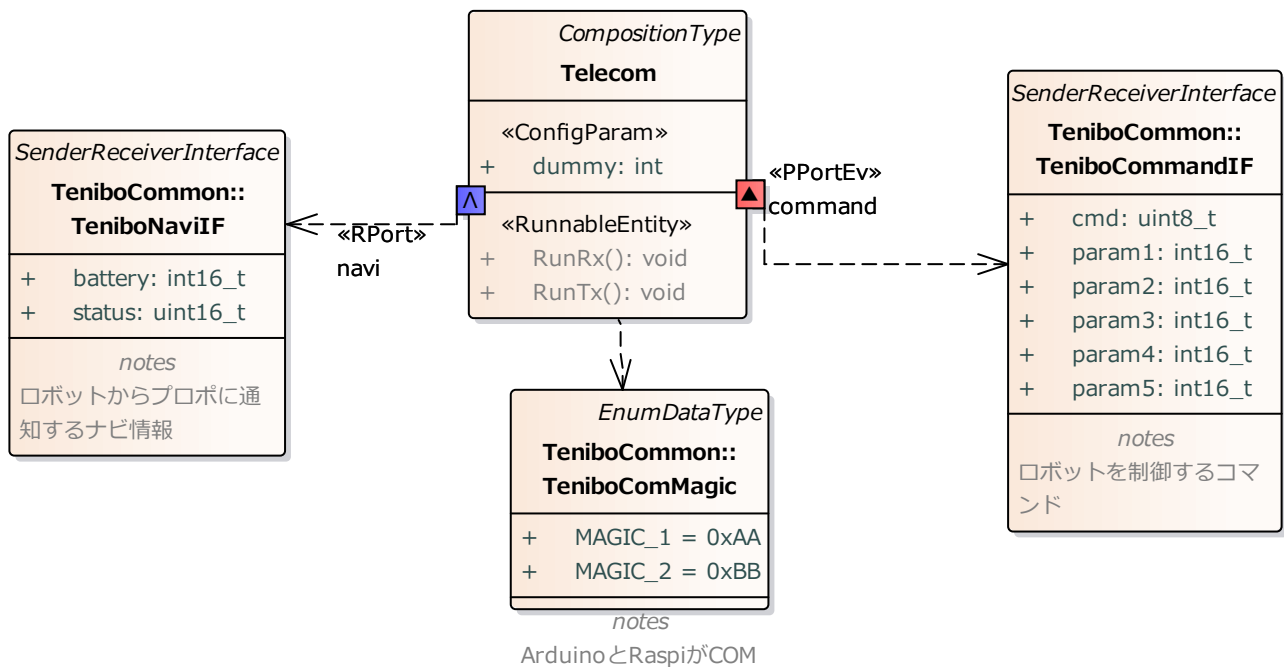 CompositionType
Telecom
«ConfigParam»
+ dummy: int
«RunnableEntity»
+ RunRx(): void
+ RunTx(): void
SenderReceiverInterface
TeniboCommon::
TeniboNaviIF
+ battery: int16_t
+ status: uint16_t
notes
ロボットからプロポに通
知するナビ情報
«RPort»
navi
«PPortEv»
command
SenderReceiverInterface
TeniboCommon::
TeniboCommandIF
+ cmd: uint8_t
+ param1: int16_t
+ param2: int16_t
+ param3: int16_t
+ param4: int16_t
+ param5: int16_t
notes
ロボットを制御するコマ
ンド
EnumDataType
TeniboCommon::
TeniboComMagic
+ MAGIC_1 = 0xAA
+ MAGIC_2 = 0xBB
notes
ArduinoとRaspiがCOM